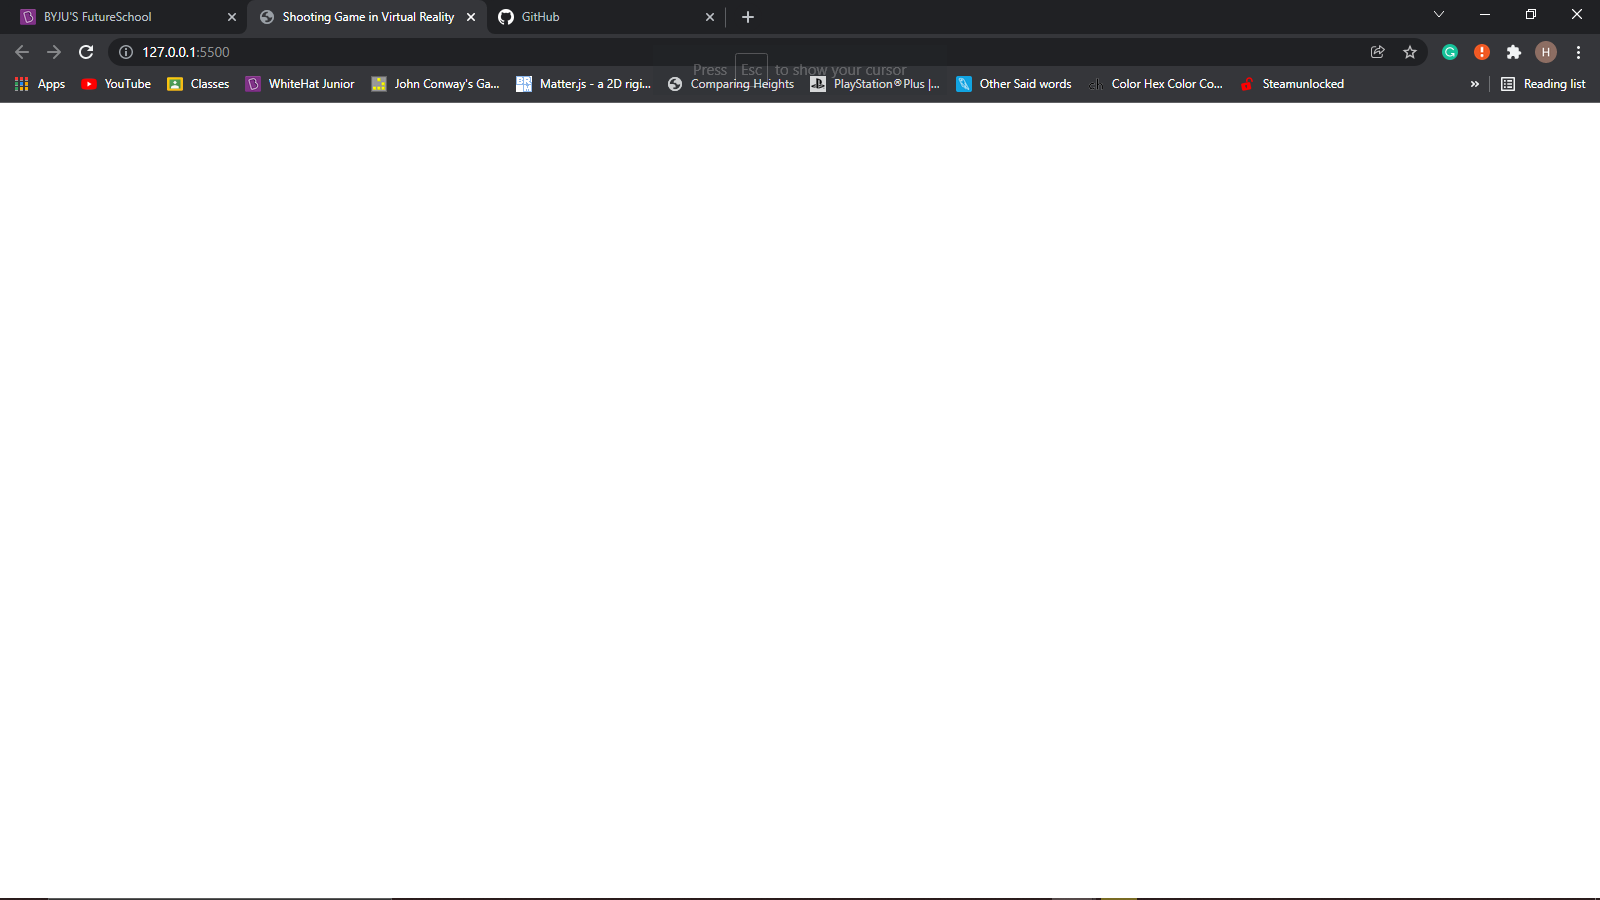 BYJU'S FutureSchool
Shooting Game in Virtual Reality
GitHub
127.0.0.1:5500
Press Esc to show your cursor
Apps
YouTube
Classes
WhiteHat Junior
John Conway's Ga...
Matter.js - a 2D rigi...
Comparing Heights
PlayStation®Plus |...
Other Said words
ch
Color Hex Color Co...
Steamunlocked
»
Reading list
H